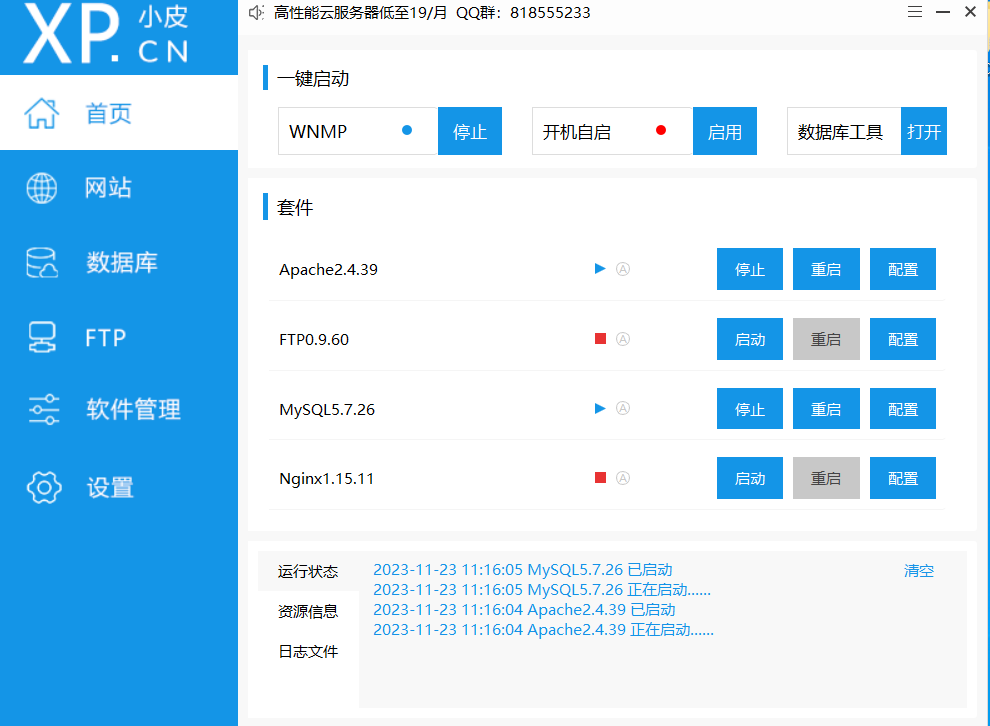 XP.CN 小皮
高性能云服务器低至19/月 QQ群：818555233
首页
网站
数据库
FTP
软件管理
设置
一键启动
WNMP 停止 开机自启 启用 数据库工具 打开
套件
Apache2.4.39 A 停止 重启 配置
FTP0.9.60 A 启动 重启 配置
MySQL5.7.26 A 停止 重启 配置
Nginx1.15.11 A 启动 重启 配置
运行状态
资源信息
日志文件
2023-11-23 11:16:05 MySQL5.7.26 已启动
2023-11-23 11:16:05 MySQL5.7.26 正在启动......
2023-11-23 11:16:04 Apache2.4.39 已启动
2023-11-23 11:16:04 Apache2.4.39 正在启动......
清空